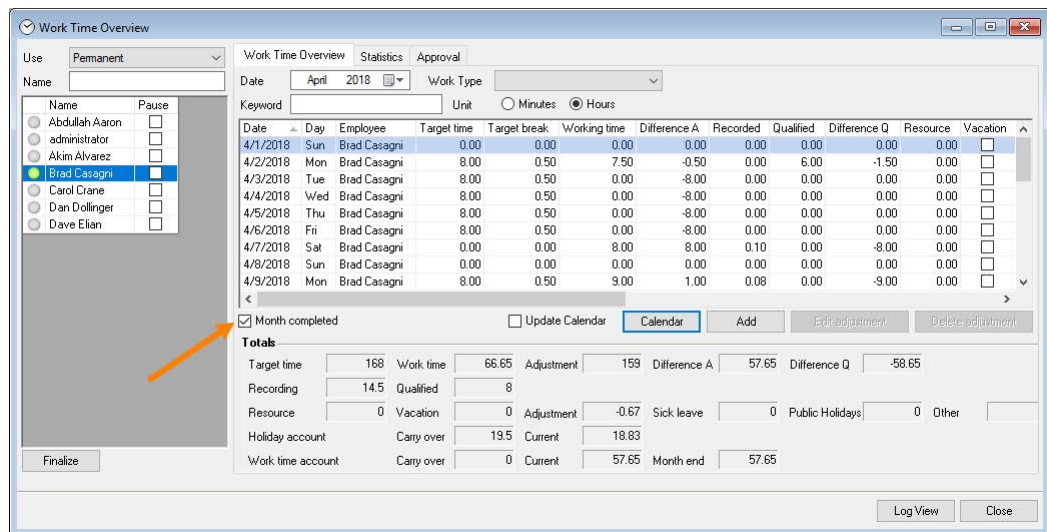 Work Time Overview
Use Permanent
Name
Name Pause
Abdullah Aaron
administrator
Akim Alvarez
Brad Casagni
Carol Crane
Dan Dollinger
Dave Elian
Finalize
Work Time Overview Statistics Approval
Date April 2018 Work Type
Keyword Unit Minutes Hours
Date Day Employee Target time Target break Working time Difference A Recorded Qualified Difference Q Resource Vacation
4/1/2018 Sun Brad Casagni 0.00 0.00 0.00 0.00 0.00 0.00 0.00 0.00
4/2/2018 Mon Brad Casagni 8.00 0.50 7.50 -0.50 0.00 6.00 -1.50 0.00
4/3/2018 Tue Brad Casagni 8.00 0.50 0.00 -8.00 0.00 0.00 0.00 0.00
4/4/2018 Wed Brad Casagni 8.00 0.50 0.00 -8.00 0.00 0.00 0.00 0.00
4/5/2018 Thu Brad Casagni 8.00 0.50 0.00 -8.00 0.00 0.00 0.00 0.00
4/6/2018 Fri Brad Casagni 8.00 0.50 0.00 -8.00 0.00 0.00 0.00 0.00
4/7/2018 Sat Brad Casagni 0.00 0.00 8.00 8.00 0.10 0.00 -8.00 0.00
4/8/2018 Sun Brad Casagni 0.00 0.00 0.00 0.00 0.00 0.00 0.00 0.00
4/9/2018 Mon Brad Casagni 8.00 0.50 9.00 1.00 0.08 0.00 -9.00 0.00
Month completed Update Calendar Calendar Add Edit adjustment Delete adjustment
Totals
Target time 168 Work time 66.65 Adjustment 159 Difference A 57.65 Difference Q -58.65
Recording 14.5 Qualified 8
Resource 0 Vacation 0 Adjustment -0.67 Sick leave 0 Public Holidays 0 Other
Holiday account Carry over 19.5 Current 18.83
Work time account Carry over 0 Current 57.65 Month end 57.65
Log View Close